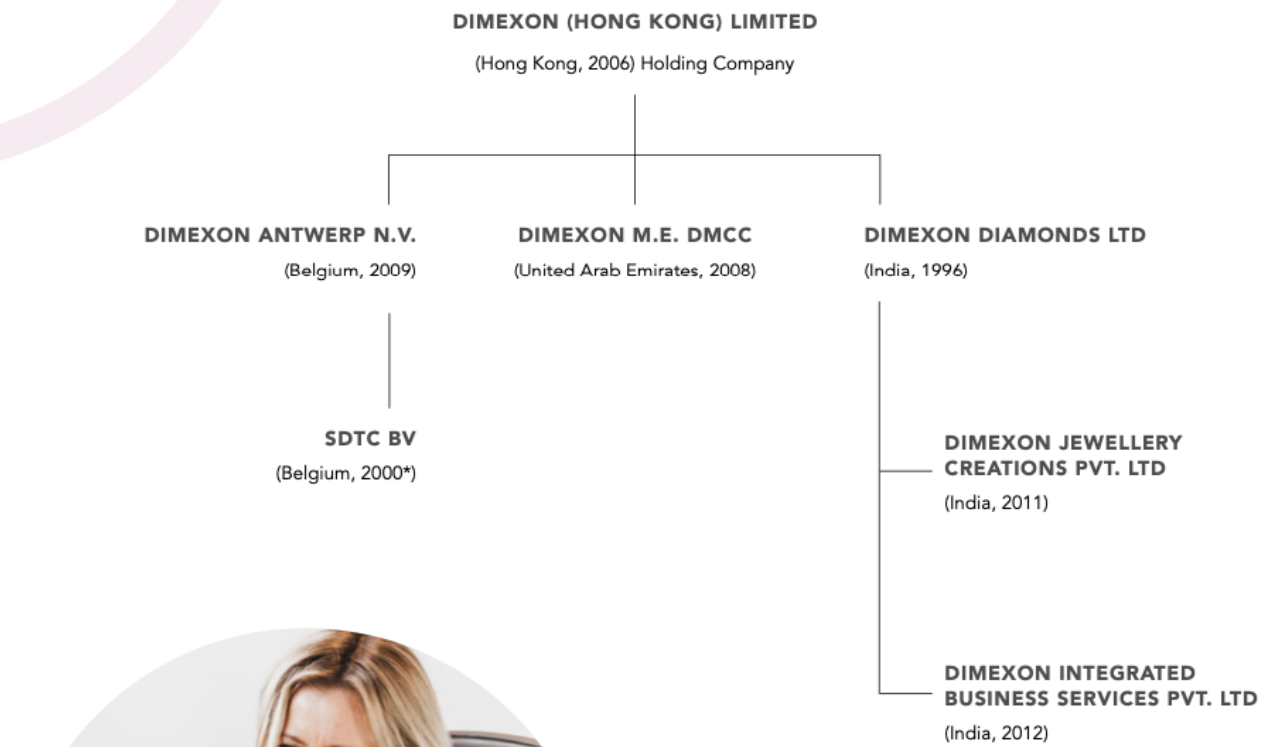 DIMEXON (HONG KONG) LIMITED
(Hong Kong, 2006) Holding Company
DIMEXON ANTWERP N.V.
(Belgium, 2009)
DIMEXON M.E. DMCC
(United Arab Emirates, 2008)
DIMEXON DIAMONDS LTD
(India, 1996)
SDTC BV
(Belgium, 2000*)
DIMEXON JEWELLERY
CREATIONS PVT. LTD
(India, 2011)
DIMEXON INTEGRATED
BUSINESS SERVICES PVT. LTD
(India, 2012)